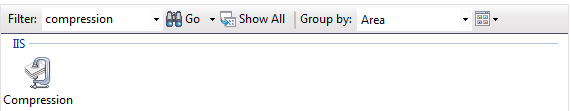 Filter: compression Go Show All Group by: Area
IIS
Compression